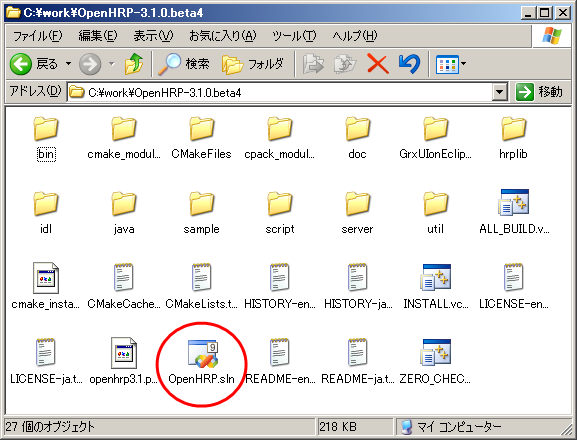 C:¥work¥OpenHRP-3.1.0.beta4
ファイル(F) 編集(E) 表示(V) お気に入り(A) ツール(T) ヘルプ(H)
戻る 検索 フォルダ
アドレス(D) C:¥work¥OpenHRP-3.1.0.beta4 移動
bin cmake_modul... CMakeFiles cpack_modul... doc GrxUIonEclip... hrplib
idl java sample script server util ALL_BUILD.v...
cmake_insta... CMakeCache... CMakeLists.t... HISTORY-en... HISTORY-ja... INSTALL.vc... LICENSE-en...
9
LICENSE-ja.t... openhrp3.1.p... OpenHRP.sln README-en... README-ja.t... ZERO_CHEC...
27 個のオブジェクト 218 KB マイ コンピューター